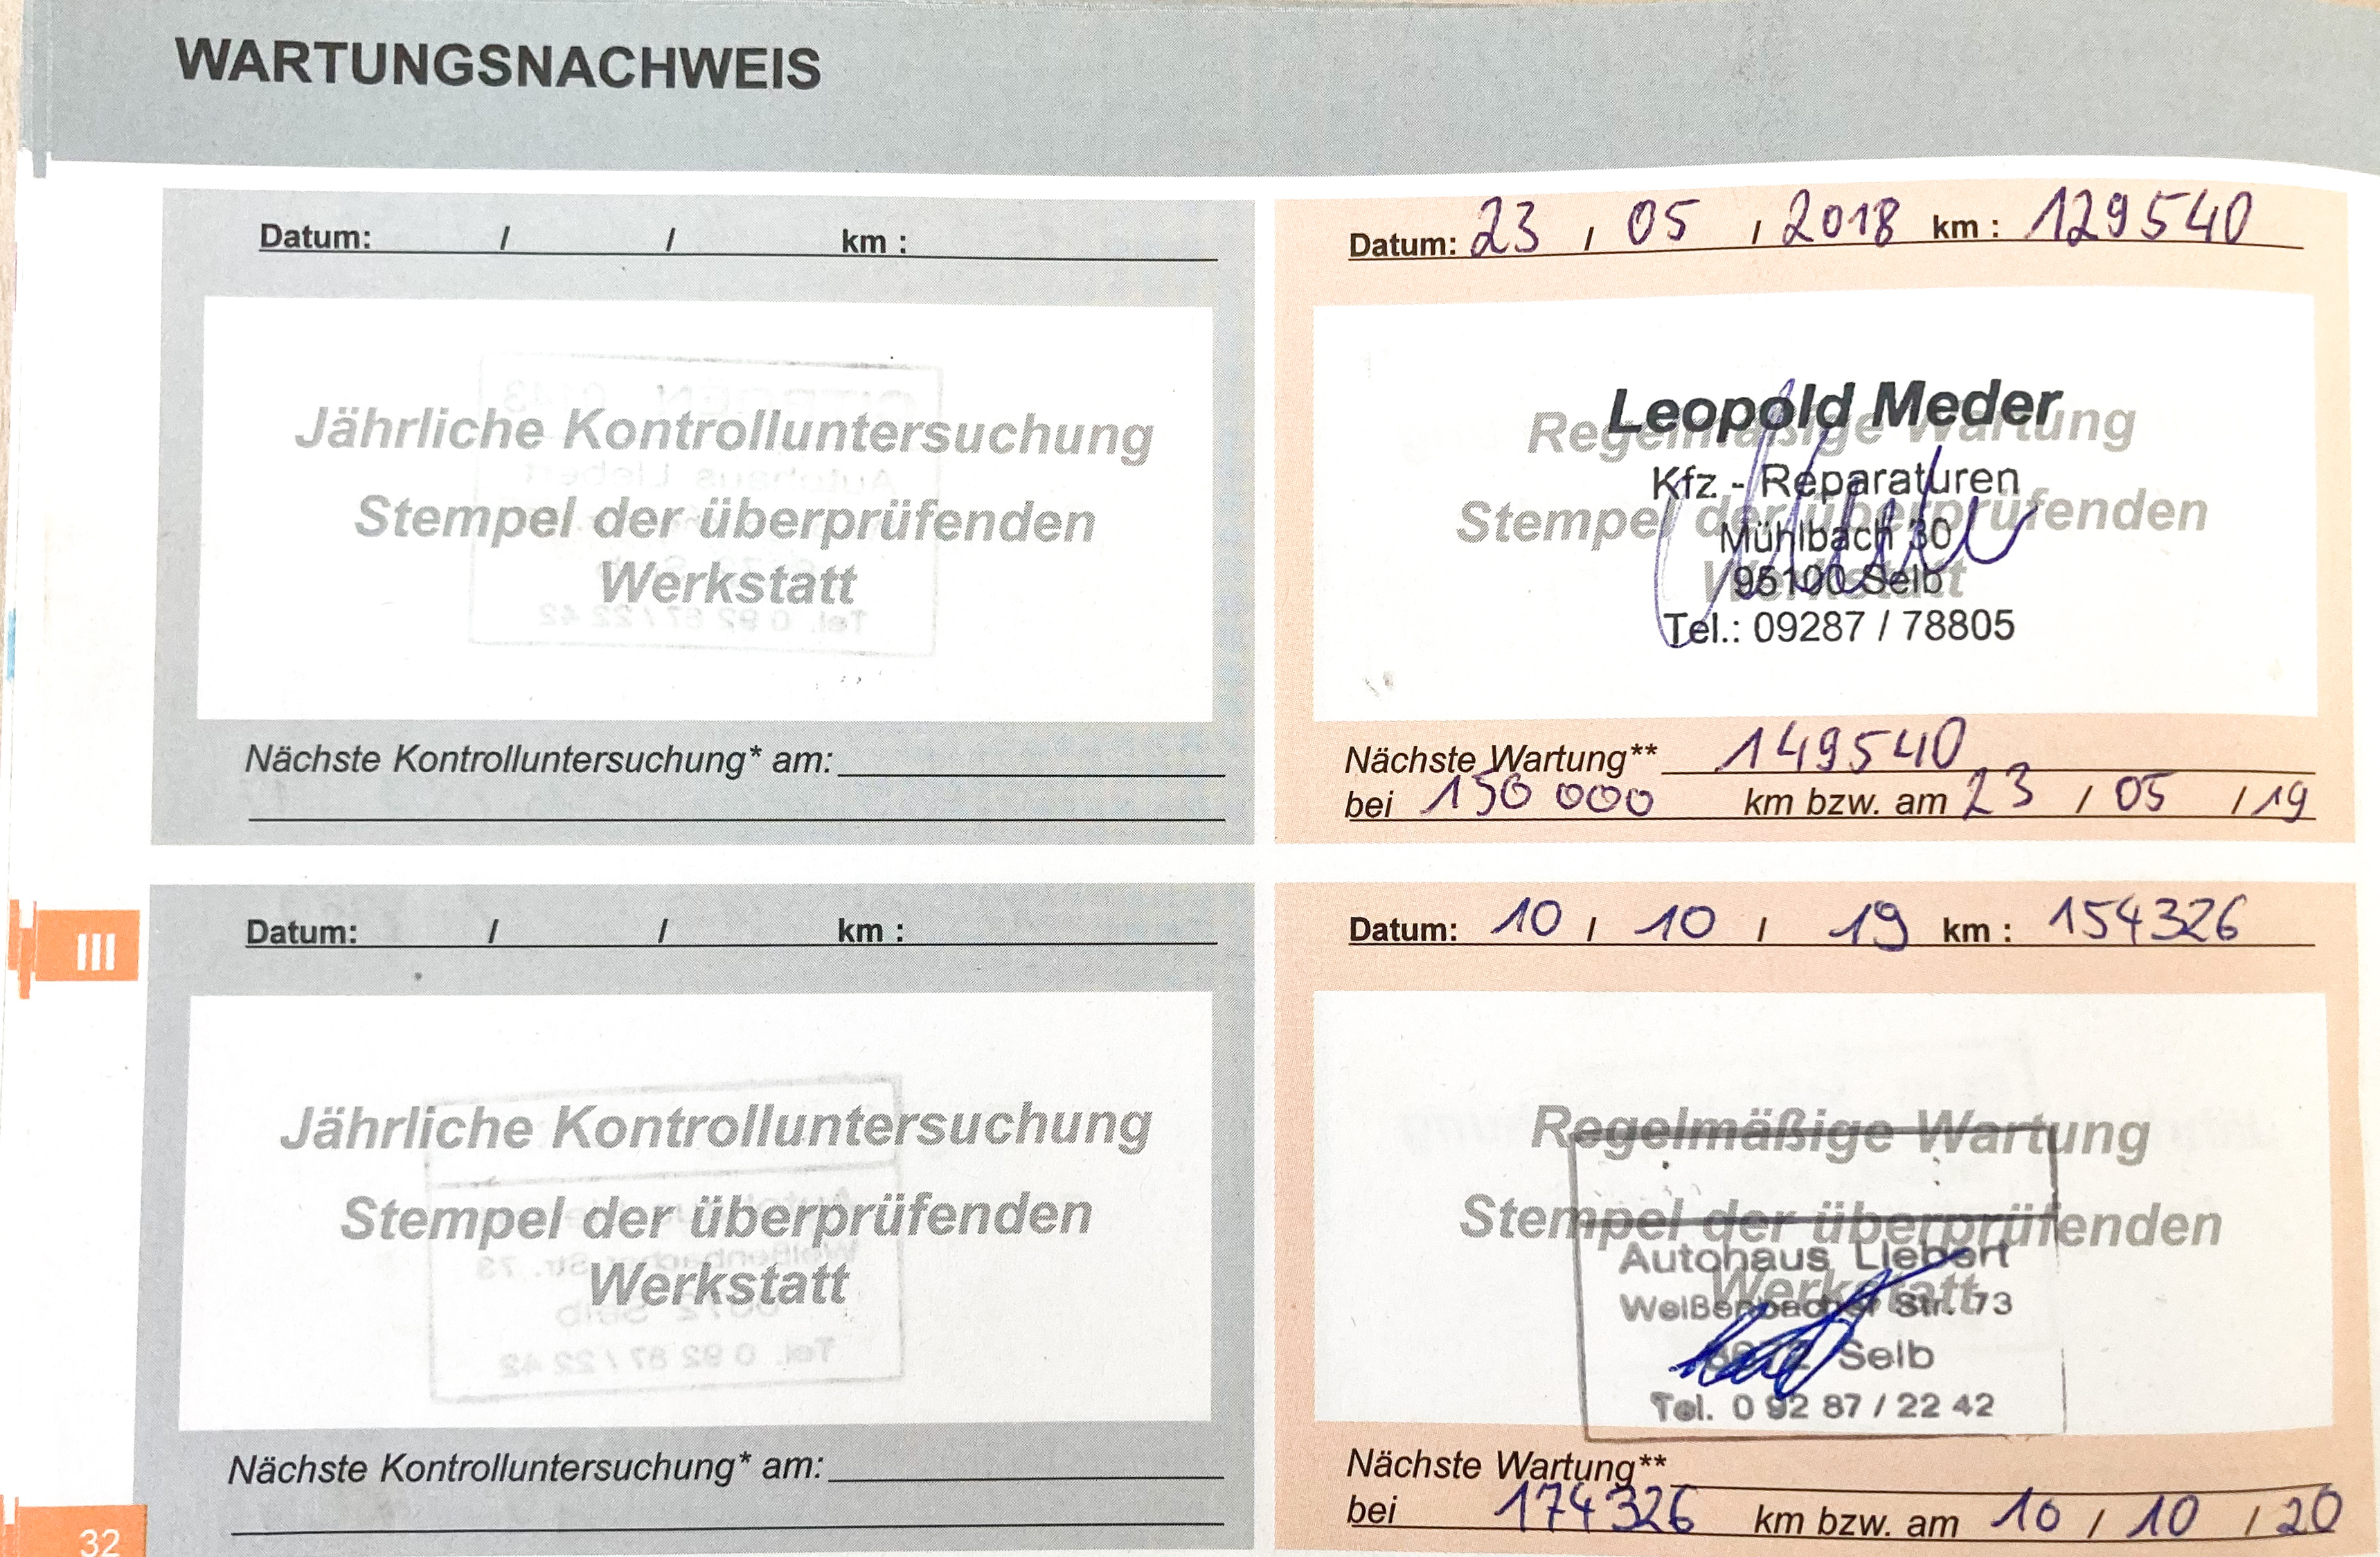 WARTUNGSNACHWEIS
Datum: / / km :
Jährliche Kontrolluntersuchung
Stempel der überprüfenden
Werkstatt
Nächste Kontrolluntersuchung* am:
Datum: 23 / 05 / 2018 km : 129540
Regelmäßige Wartung
Stempel der überprüfenden
Werkstatt
Leopold Meder
Kfz - Reparaturen
Mühlbach 30
95100 Selb
Tel.: 09287 / 78805
Nächste Wartung** 149540
bei 150 000 km bzw. am 23 / 05 / 19
III
Datum: / / km :
Jährliche Kontrolluntersuchung
Stempel der überprüfenden
Werkstatt
Nächste Kontrolluntersuchung* am:
Datum: 10 / 10 / 19 km : 154326
Regelmäßige Wartung
Stempel der überprüfenden
Werkstatt
Autohaus Liebert
Weißenbacher Str. 73
Selb
Tel. 0 92 87 / 22 42
Nächste Wartung**
bei 174326 km bzw. am 10 / 10 / 20
32